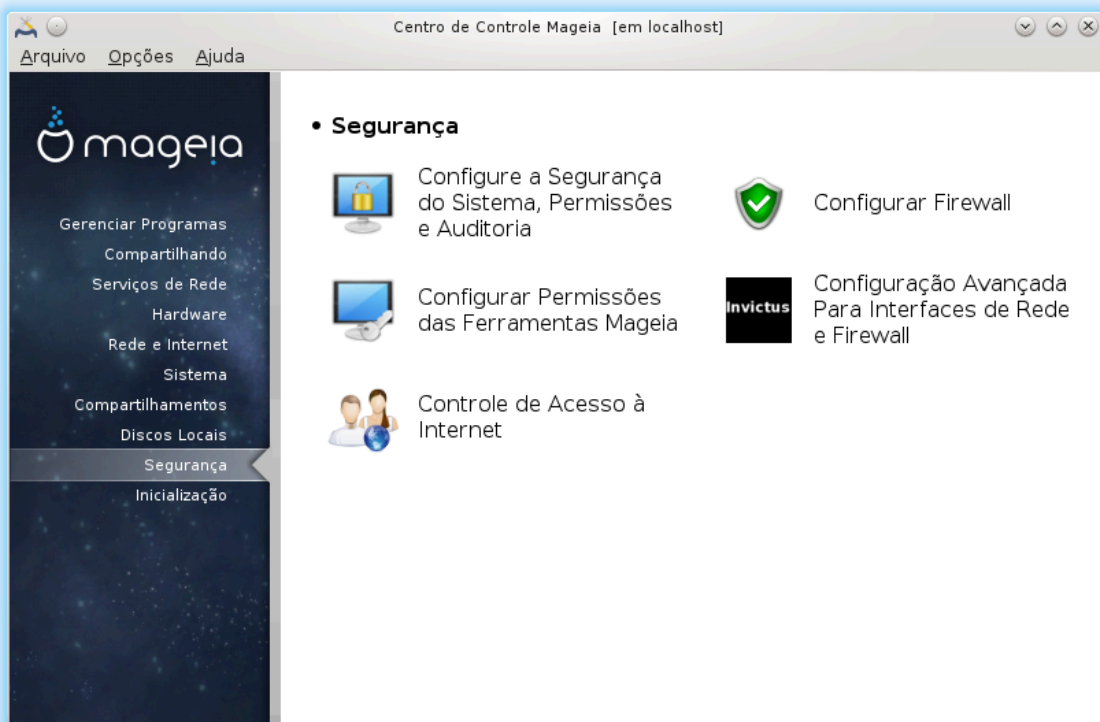 Centro de Controle Mageia [em localhost]
Arquivo Opções Ajuda
mageia
Gerenciar Programas
Compartilhando
Serviços de Rede
Hardware
Rede e Internet
Sistema
Compartilhamentos
Discos Locais
Segurança
Inicialização
• Segurança
Configure a Segurança
do Sistema, Permissões
e Auditoria
Configurar Firewall
Configurar Permissões
das Ferramentas Mageia
Invictus
Configuração Avançada
Para Interfaces de Rede
e Firewall
Controle de Acesso à
Internet